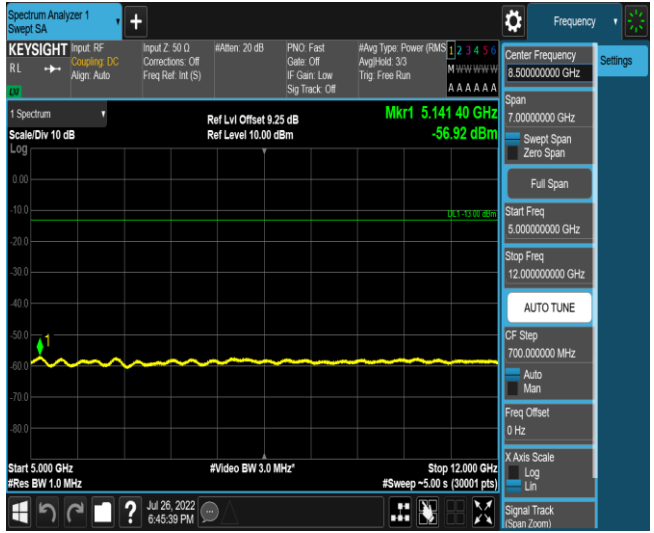 Spectrum Analyzer 1
Swept SA
+
Frequency
KEYSIGHT
RL
LXI
Input: RF
Coupling: DC
Align: Auto
Input Z: 50 Ω
Corrections: Off
Freq Ref: Int (S)
#Atten: 20 dB
PNO: Fast
Gate: Off
IF Gain: Low
Sig Track: Off
#Avg Type: Power (RMS
Avg|Hold: 3/3
Trig: Free Run
1 2 3 4 5 6
M W W W W W
A A A A A A
Center Frequency
8.500000000 GHz
Settings
Span
7.00000000 GHz
Swept Span
Zero Span
Full Span
Start Freq
5.000000000 GHz
Stop Freq
12.000000000 GHz
AUTO TUNE
CF Step
700.000000 MHz
Auto
Man
Freq Offset
0 Hz
X Axis Scale
Log
Lin
Signal Track
(Span Zoom)
1 Spectrum
Scale/Div 10 dB
Ref Lvl Offset 9.25 dB
Ref Level 10.00 dBm
Mkr1 5.141 40 GHz
-56.92 dBm
Log
0.00
-10.0
DL1 -13.00 dBm
-20.0
-30.0
-40.0
-50.0
1
-60.0
-70.0
-80.0
Start 5.000 GHz
#Res BW 1.0 MHz
#Video BW 3.0 MHz*
Stop 12.000 GHz
#Sweep ~5.00 s (30001 pts)
?
Jul 26, 2022
6:45:39 PM